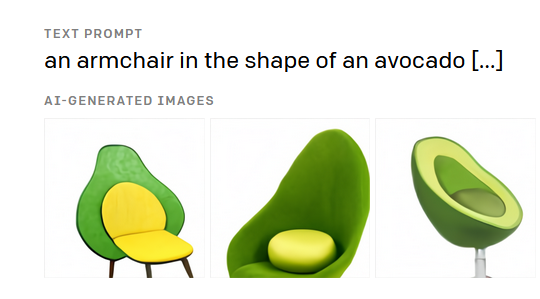 TEXT PROMPT
an armchair in the shape of an avocado [...]
AI-GENERATED IMAGES